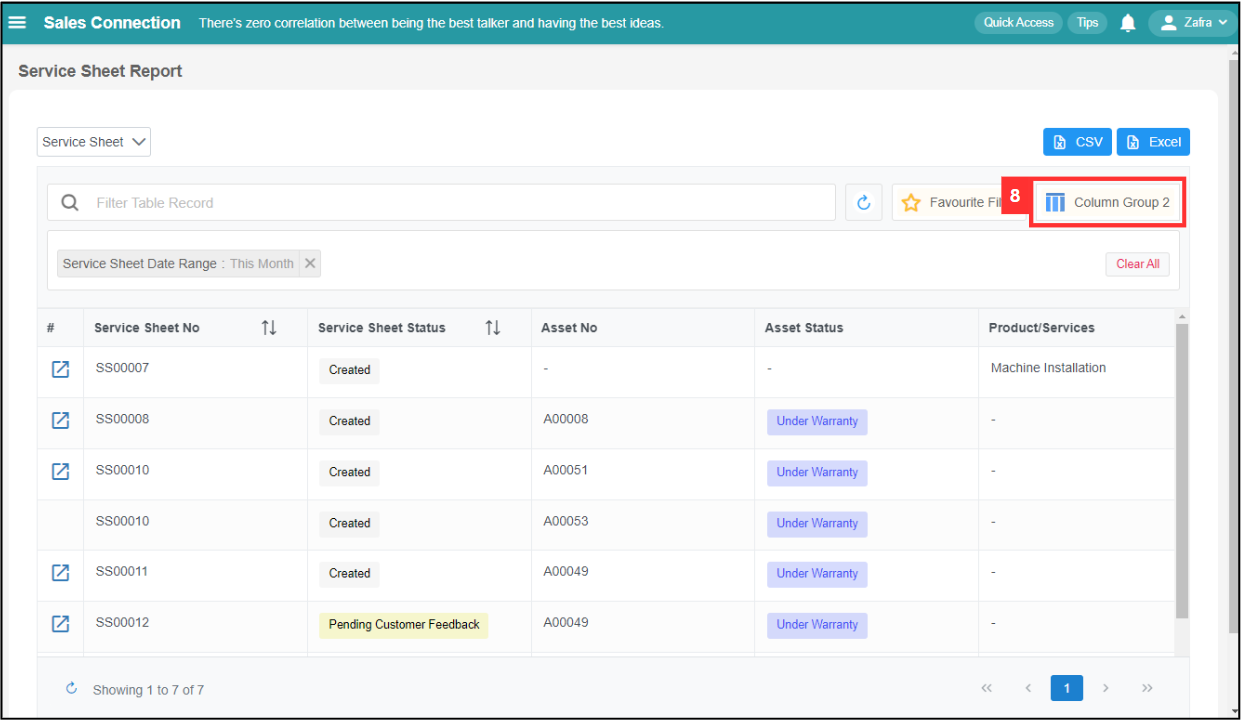 Sales Connection There's zero correlation between being the best talker and having the best ideas. Quick Access Tips Zafra
Service Sheet Report
Service Sheet CSV Excel
Filter Table Record Favourite Fil 8 Column Group 2
Service Sheet Date Range : This Month Clear All
# Service Sheet No Service Sheet Status Asset No Asset Status Product/Services
SS00007 Created - - Machine Installation
SS00008 Created A00008 Under Warranty -
SS00010 Created A00051 Under Warranty -
SS00010 Created A00053 Under Warranty -
SS00011 Created A00049 Under Warranty -
SS00012 Pending Customer Feedback A00049 Under Warranty -
Showing 1 to 7 of 7 << < 1 > >>